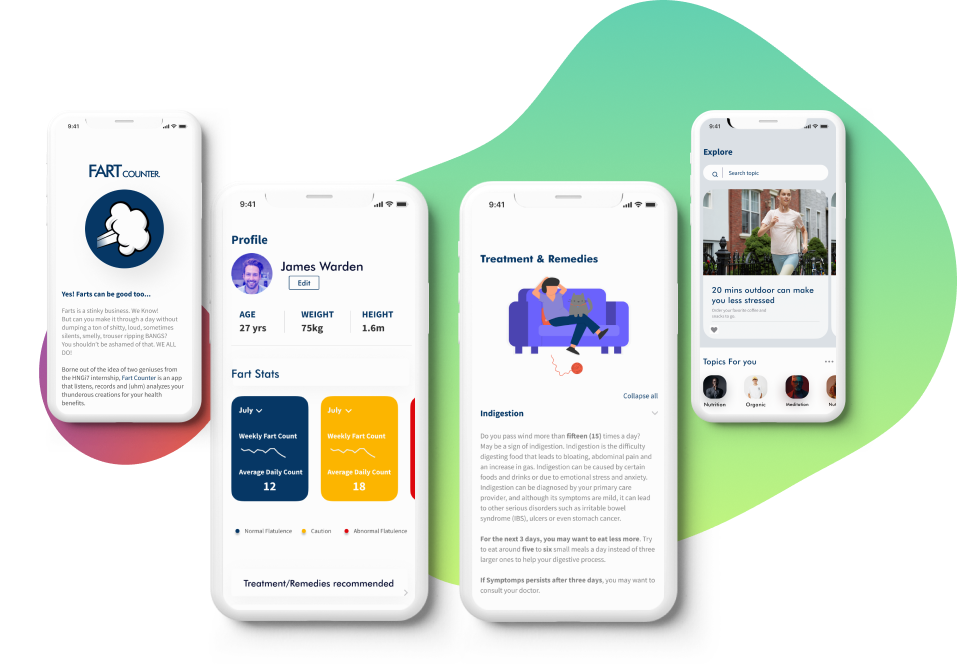 9:41
FART COUNTER.
Yes! Farts can be good too...
Farts is a stinky business. We Know!
But can you make it through a day without
dumping a ton of shitty, loud, sometimes
silents, smelly, trouser ripping BANGS?
You shouldn't be ashamed of that. WE ALL
DO!
Borne out of the idea of two geniuses from
the HNGi7 internship, Fart Counter is an app
that listens, records and (uhm) analyzes your
thunderous creations for your health
benefits.
9:41
Profile
James Warden
Edit
AGE
27 yrs
WEIGHT
75kg
HEIGHT
1.6m
Fart Stats
July
Weekly Fart Count
Average Daily Count
12
July
Weekly Fart Count
Average Daily Count
18
Normal Flatulence
Caution
Abnormal Flatulence
Treatment/Remedies recommended
9:41
Treatment & Remedies
Collapse all
Indigestion
Do you pass wind more than fifteen (15) times a day?
May be a sign of indigestion. Indigestion is the difficulty
digesting food that leads to bloating, abdominal pain and
an increase in gas. Indigestion can be caused by certain
foods and drinks or due to emotional stress and anxiety.
Indigestion can be diagnosed by your primary care
provider, and although its symptoms are mild, it can lead
to other serious disorders such as irritable bowel
syndrome (IBS), ulcers or even stomach cancer.
For the next 3 days, you may want to eat less more. Try
to eat around five to six small meals a day instead of three
larger ones to help your digestive process.
If Symptomps persists after three days, you may want to
consult your doctor.
9:41
Explore
Search topic
20 mins outdoor can make
you less stressed
Order your favorite coffee and
Topics For you
Nutrition
Organic
Meditation
Nut